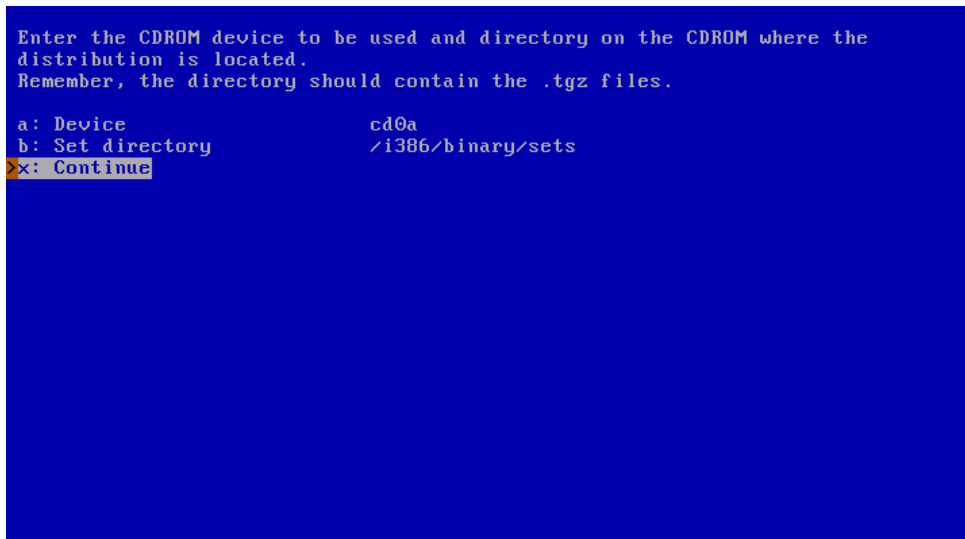 Enter the CDROM device to be used and directory on the CDROM where the
distribution is located.
Remember, the directory should contain the .tgz files.
a: Device cd0a
b: Set directory /i386/binary/sets
>x: Continue